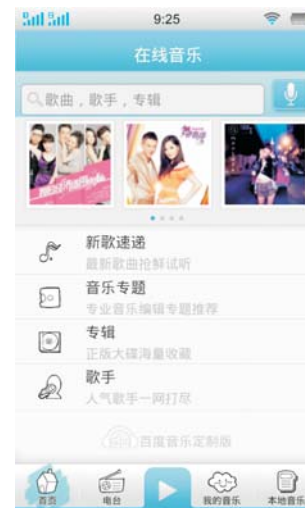 9:25
在线音乐
歌曲，歌手，专辑
新歌速递
最新歌曲抢鲜试听
音乐专题
专业音乐编辑专题推荐
专辑
正版大碟海量收藏
歌手
人气歌手一网打尽
百度音乐定制版
首页
电台
我的音乐
本地音乐